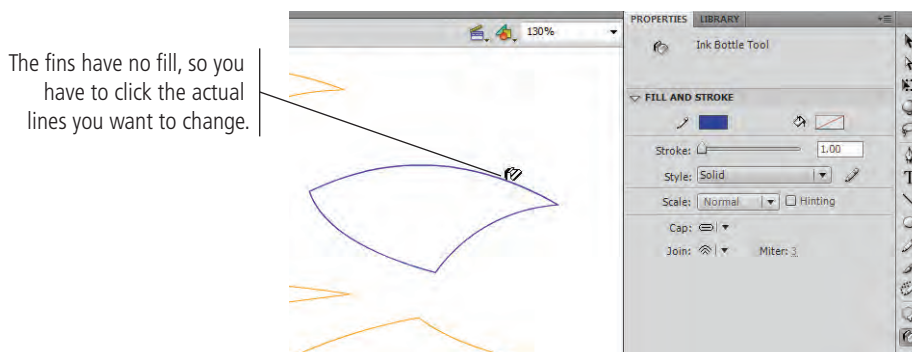 The fins have no fill, so you
have to click the actual
lines you want to change.
130%
PROPERTIES LIBRARY
Ink Bottle Tool
FILL AND STROKE
Stroke: 1.00
Style: Solid
Scale: Normal Hinting
Cap:
Join: Miter: 3